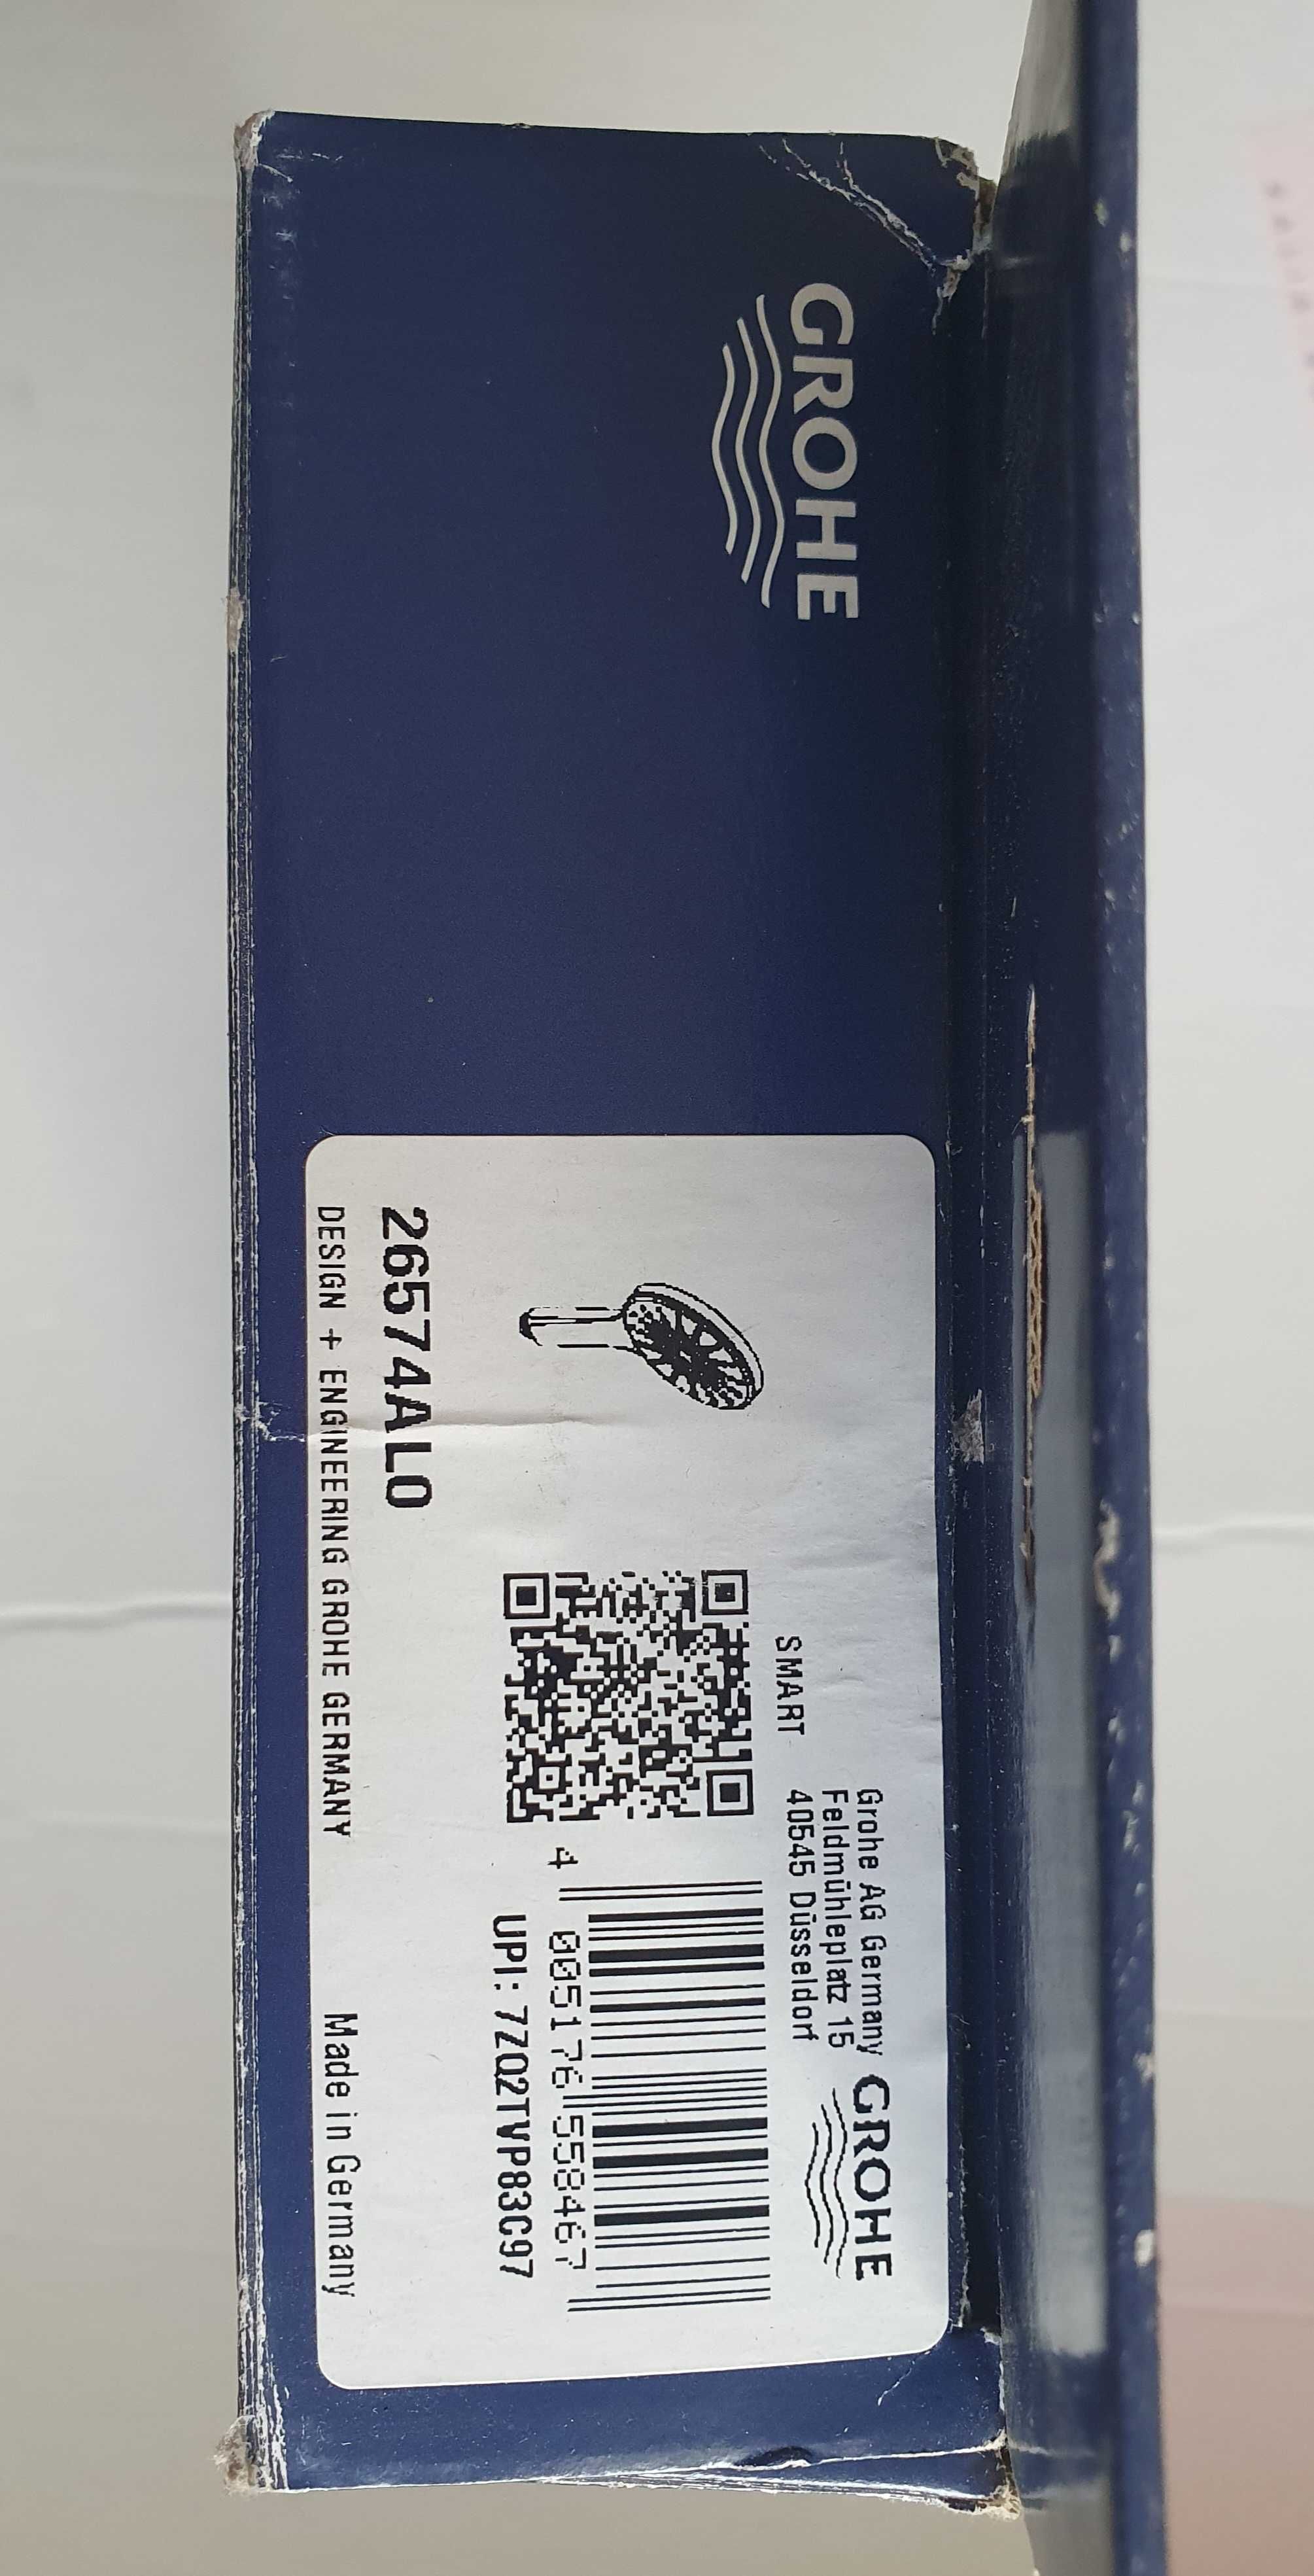 GROHE
Grohe AG Germany
Feldmühleplatz 15
40545 Düsseldorf
GROHE
SMART
4 005176 558467
UPI: 7ZQ2TVP83C97
26574AL0
DESIGN + ENGINEERING GROHE GERMANY
Made in Germany